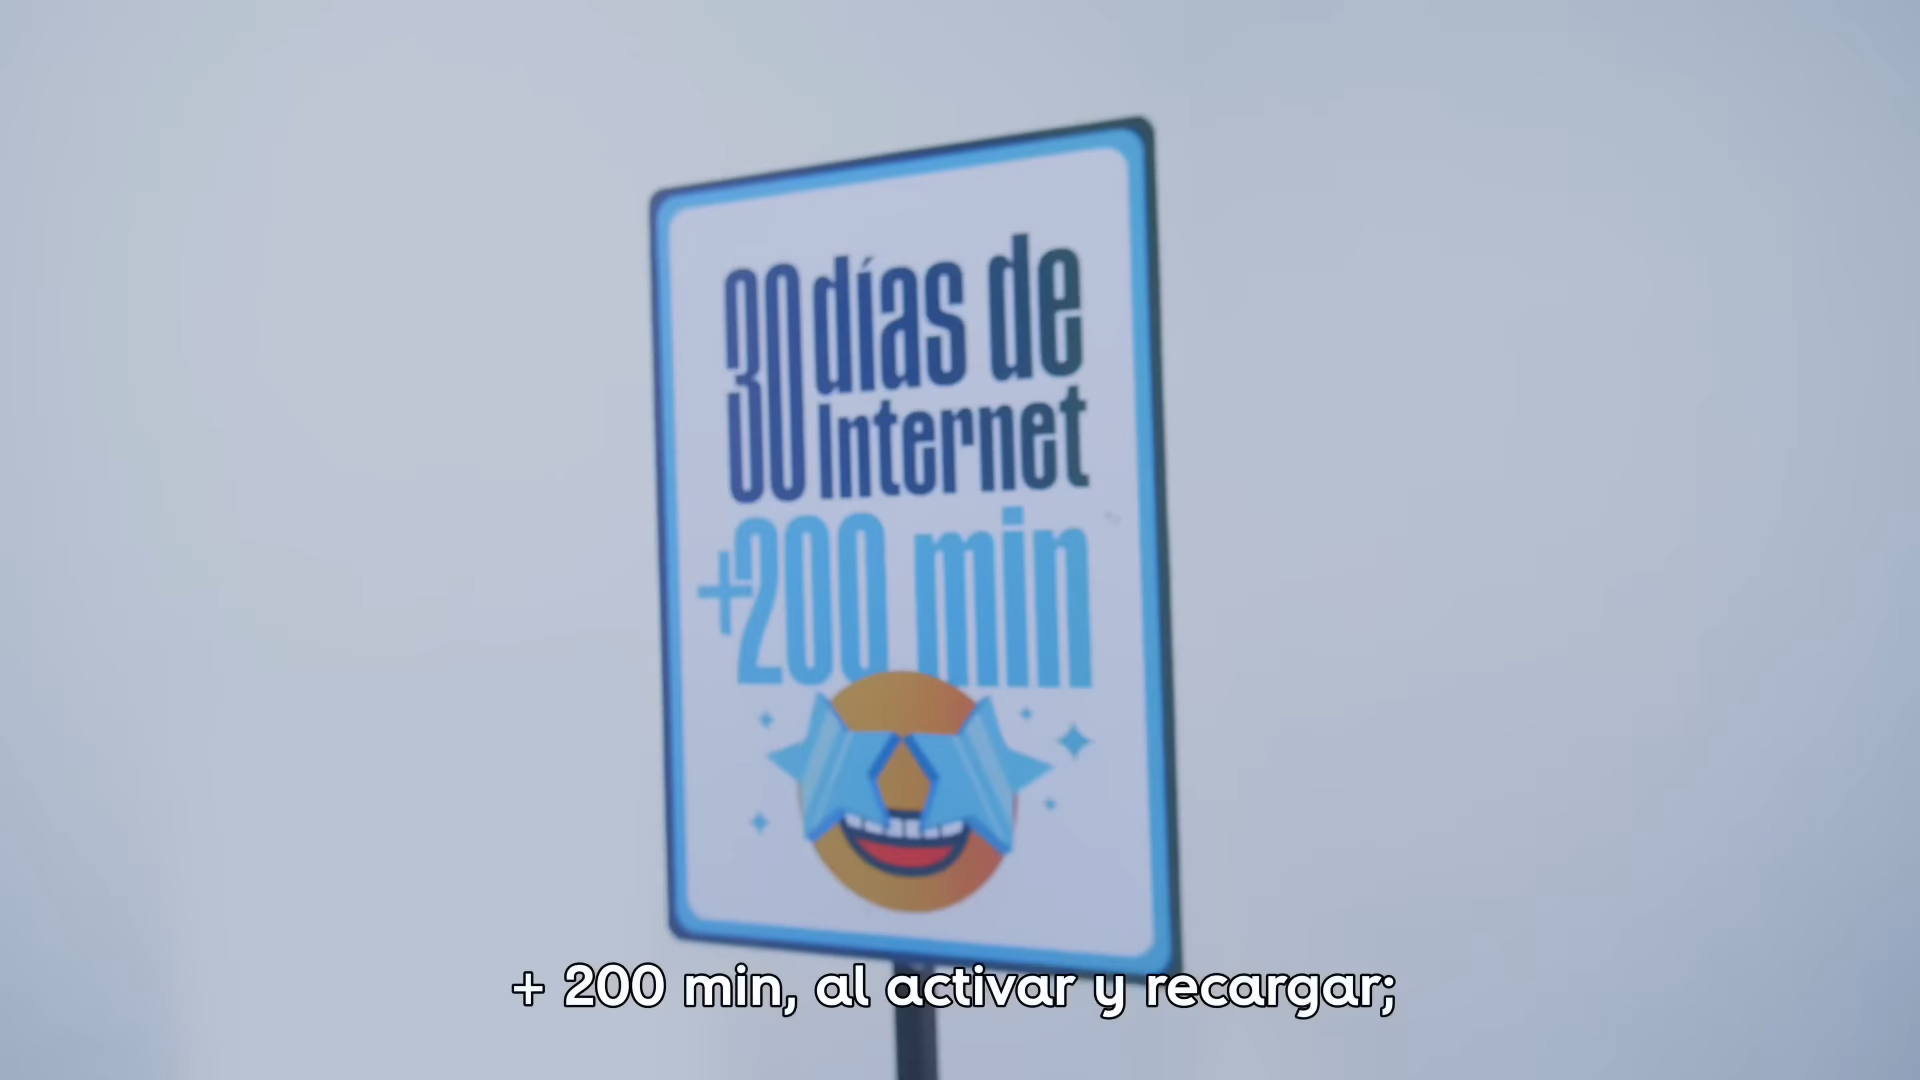 30 días de
Internet
+200 min
+ 200 min, al activar y recargar;